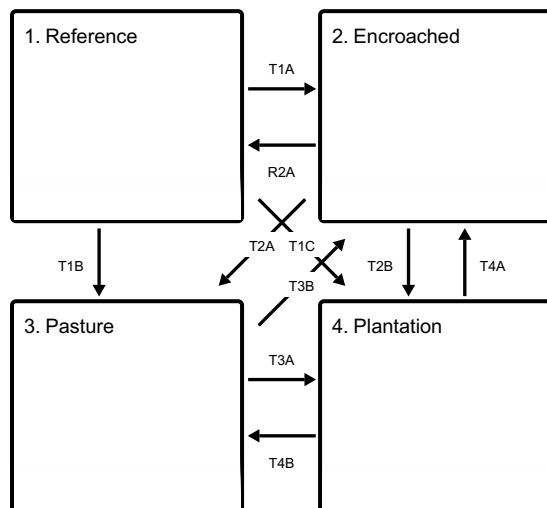 1. Reference
2. Encroached
T1A
R2A
T1B
T2A
T1C
T2B
T4A
T3B
3. Pasture
4. Plantation
T3A
T4B